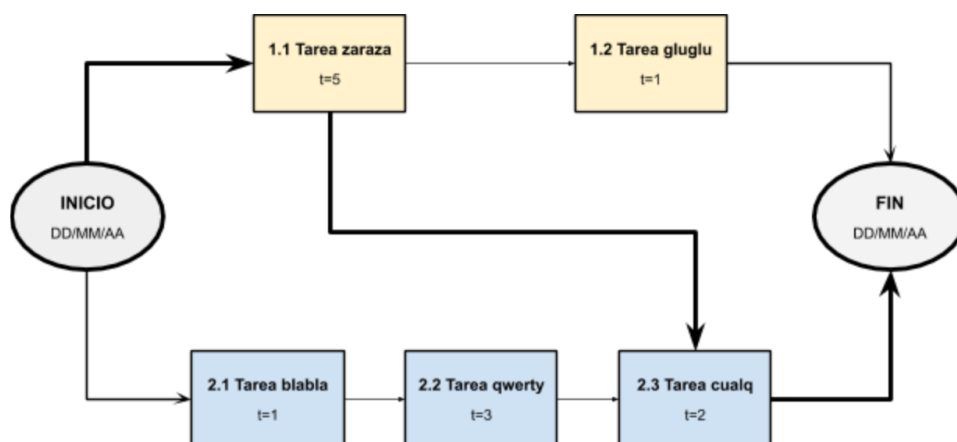 1.1 Tarea zaraza
t=5
1.2 Tarea gluglu
t=1
INICIO
DD/MM/AA
FIN
DD/MM/AA
2.1 Tarea blabla
t=1
2.2 Tarea qwerty
t=3
2.3 Tarea cualq
t=2